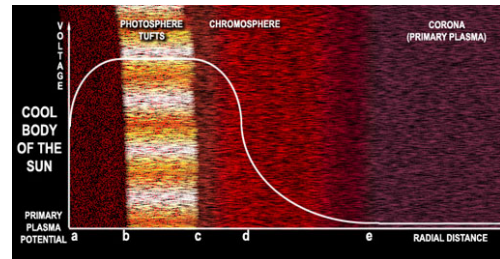 VOLTAGE
PHOTOSPHERE
TUFTS
CHROMOSPHERE
CORONA
(PRIMARY PLASMA)
COOL
BODY
OF THE
SUN
PRIMARY
PLASMA
POTENTIAL
a b c d e RADIAL DISTANCE